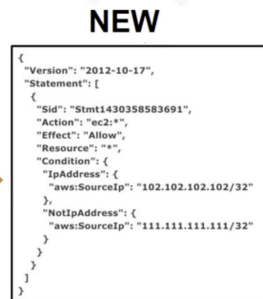 NEW
{
"Version": "2012-10-17",
"Statement": [
{
"Sid": "Stmt1430358583691",
"Action": "ec2:*",
"Effect": "Allow",
"Resource": "*",
"Condition": {
"IpAddress": {
"aws:SourceIp": "102.102.102.102/32"
},
"NotIpAddress": {
"aws:SourceIp": "111.111.111.111/32"
}
}
}
]
}